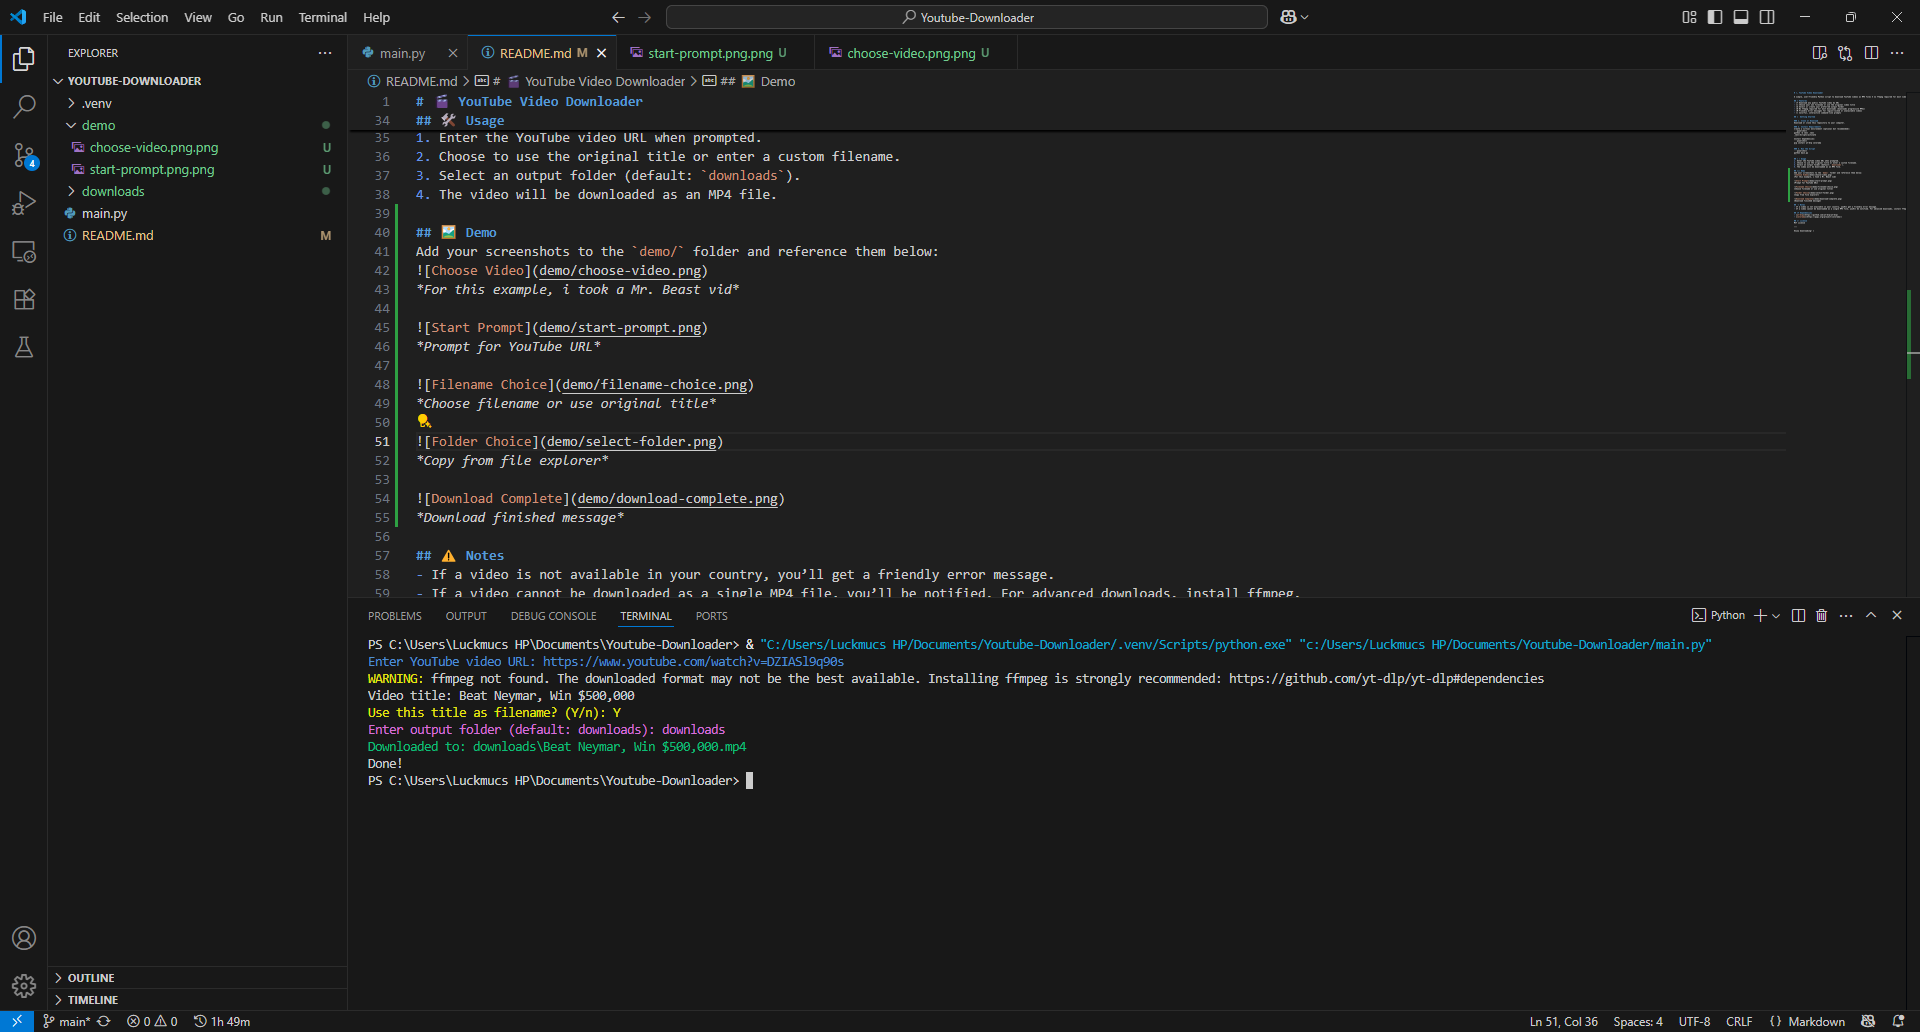 File Edit Selection View Go Run Terminal Help
Youtube-Downloader
EXPLORER
YOUTUBE-DOWNLOADER
.venv
demo
choose-video.png.png U
start-prompt.png.png U
downloads
main.py
README.md M
OUTLINE
TIMELINE
4
main.py
README.md M
start-prompt.png.png U
choose-video.png.png U
README.md > # YouTube Video Downloader > ## Demo
1 # YouTube Video Downloader
34 ## Usage
35 1. Enter the YouTube video URL when prompted.
36 2. Choose to use the original title or enter a custom filename.
37 3. Select an output folder (default: `downloads`).
38 4. The video will be downloaded as an MP4 file.
39
40 ## 🖼️ Demo
41 Add your screenshots to the `demo/` folder and reference them below:
42 ![Choose Video](demo/choose-video.png)
43 *For this example, i took a Mr. Beast vid*
44
45 ![Start Prompt](demo/start-prompt.png)
46 *Prompt for YouTube URL*
47
48 ![Filename Choice](demo/filename-choice.png)
49 *Choose filename or use original title*
50
51 ![Folder Choice](demo/select-folder.png)
52 *Copy from file explorer*
53
54 ![Download Complete](demo/download-complete.png)
55 *Download finished message*
56
57 ## ⚠️ Notes
58 - If a video is not available in your country, you’ll get a friendly error message.
59 - If a video cannot be downloaded as a single MP4 file, you’ll be notified. For advanced downloads, install ffmpeg.
PROBLEMS OUTPUT DEBUG CONSOLE TERMINAL PORTS
Python
PS C:\Users\Luckmucs HP\Documents\Youtube-Downloader> & "C:/Users/Luckmucs HP/Documents/Youtube-Downloader/.venv/Scripts/python.exe" "c:/Users/Luckmucs HP/Documents/Youtube-Downloader/main.py"
Enter YouTube video URL: https://www.youtube.com/watch?v=DZIASl9q90s
WARNING: ffmpeg not found. The downloaded format may not be the best available. Installing ffmpeg is strongly recommended: https://github.com/yt-dlp/yt-dlp#dependencies
Video title: Beat Neymar, Win $500,000
Use this title as filename? (Y/n): Y
Enter output folder (default: downloads): downloads
Downloaded to: downloads\Beat Neymar, Win $500,000.mp4
Done!
PS C:\Users\Luckmucs HP\Documents\Youtube-Downloader>
main* 0 0 1h 49m
Ln 51, Col 36 Spaces: 4 UTF-8 CRLF {} Markdown